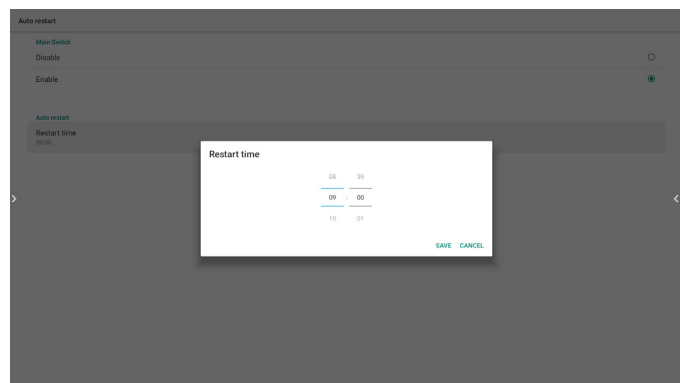 Auto restart
Main Switch
Disable
Enable
Auto restart
Restart time
09:00
Restart time
08 59
09 : 00
10 01
SAVE CANCEL